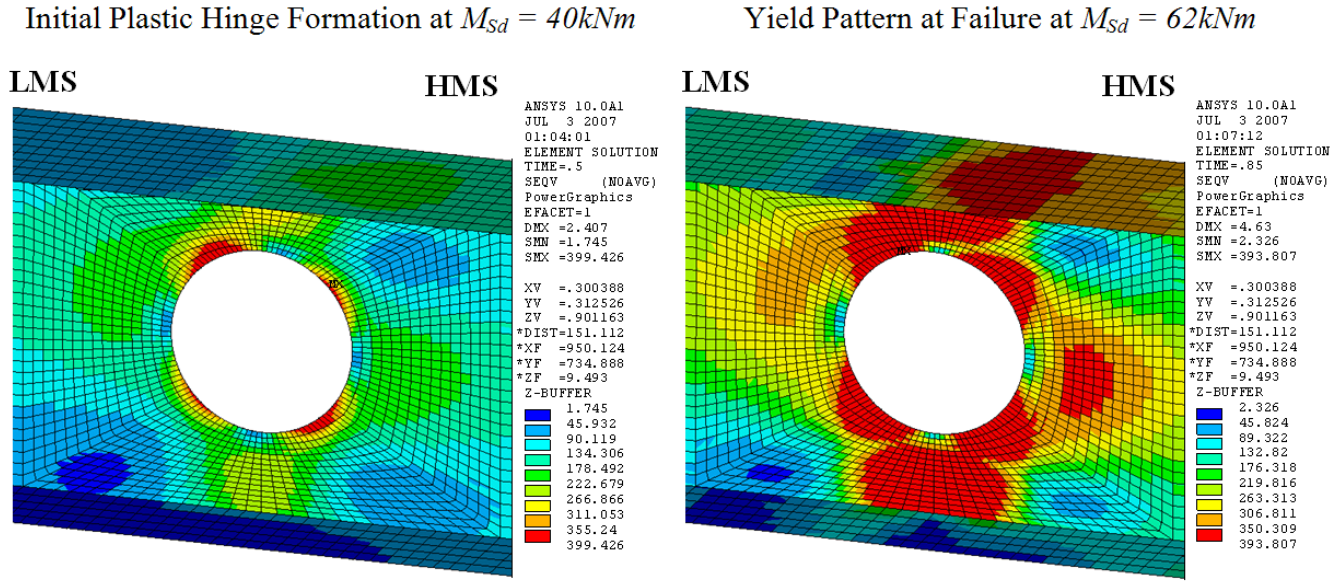 Initial Plastic Hinge Formation at M_Sd = 40kNm
LMS
HMS
ANSYS 10.0A1
JUL 3 2007
01:04:01
ELEMENT SOLUTION
TIME=.5
SEQV (NOAVG)
PowerGraphics
EFACET=1
DMX =2.407
SMN =1.745
SMX =399.426
XV =.300388
YV =.312526
ZV =.901163
*DIST=151.112
*XF =950.124
*YF =734.888
*ZF =9.493
Z-BUFFER
1.745
45.932
90.119
134.306
178.492
222.679
266.866
311.053
355.24
399.426
MX
Yield Pattern at Failure at M_Sd = 62kNm
LMS
HMS
ANSYS 10.0A1
JUL 3 2007
01:07:12
ELEMENT SOLUTION
TIME=.85
SEQV (NOAVG)
PowerGraphics
EFACET=1
DMX =4.63
SMN =2.326
SMX =393.807
XV =.300388
YV =.312526
ZV =.901163
*DIST=151.112
*XF =950.124
*YF =734.888
*ZF =9.493
Z-BUFFER
2.326
45.824
89.322
132.82
176.318
219.816
263.313
306.811
350.309
393.807
MX